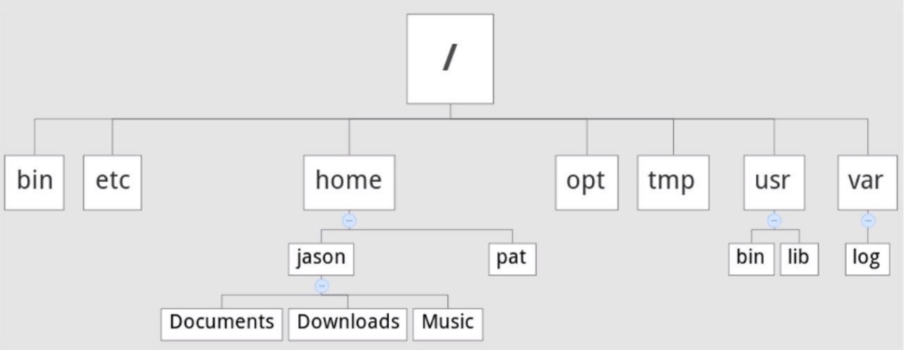 /
bin etc home opt tmp usr var
jason pat bin lib log
Documents Downloads Music